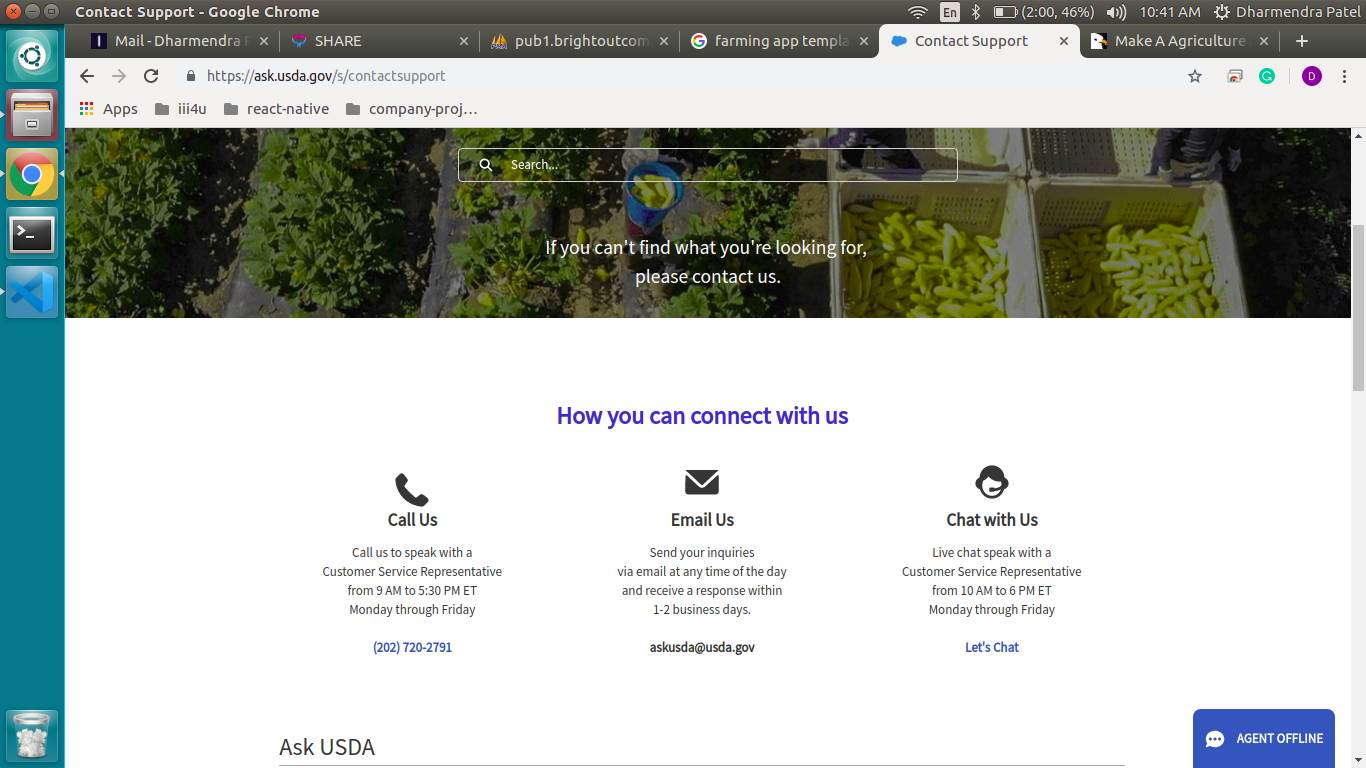 Contact Support - Google Chrome
En
(2:00, 46%)
10:41 AM
Dharmendra Patel
Mail - Dharmendra
SHARE
pub1.brightoutcom
farming app templa
Contact Support
Make A Agriculture
https://ask.usda.gov/s/contactsupport
D
Apps
iii4u
react-native
company-proj...
Search...
If you can't find what you're looking for,
please contact us.
How you can connect with us
Call Us
Call us to speak with a
Customer Service Representative
from 9 AM to 5:30 PM ET
Monday through Friday
(202) 720-2791
Email Us
Send your inquiries
via email at any time of the day
and receive a response within
1-2 business days.
askusda@usda.gov
Chat with Us
Live chat speak with a
Customer Service Representative
from 10 AM to 6 PM ET
Monday through Friday
Let's Chat
Ask USDA
AGENT OFFLINE